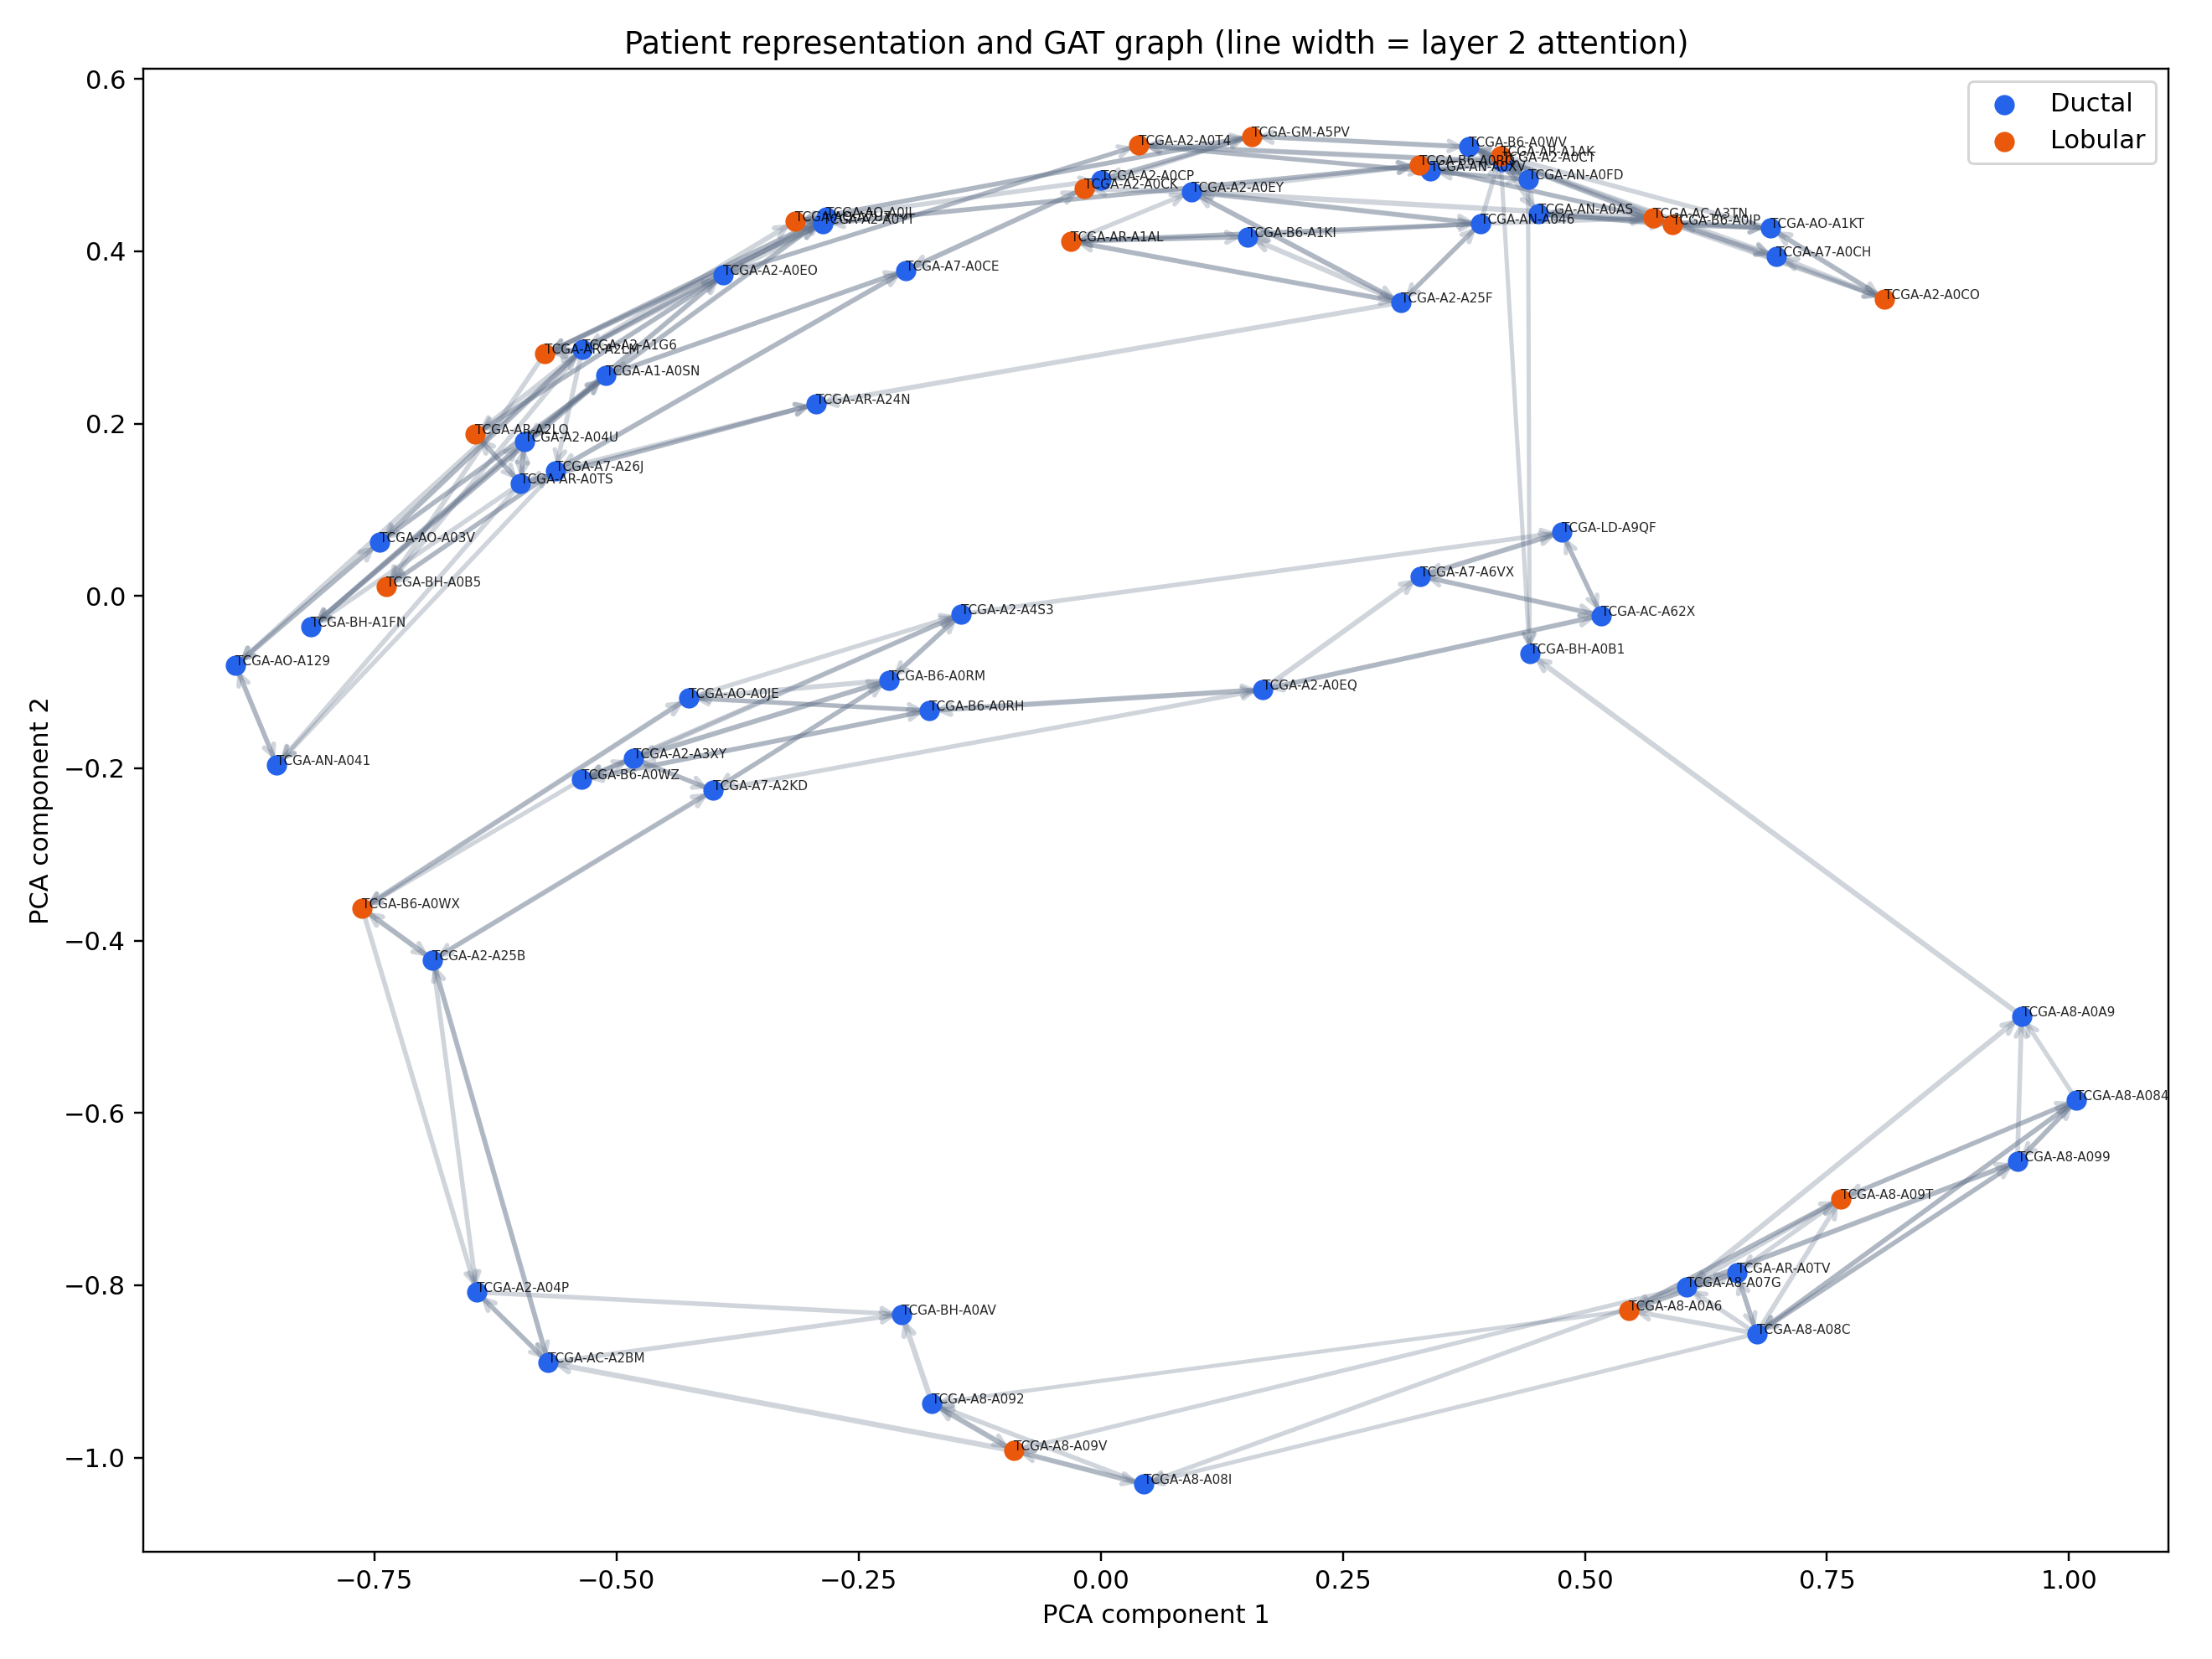 Patient representation and GAT graph (line width = layer 2 attention)
Ductal
Lobular
0.6
0.4
0.2
0.0
−0.2
−0.4
−0.6
−0.8
−1.0
PCA component 2
TCGA-GM-A5PV
TCGA-A2-A0T4
TCGA-B6-A0WV
TCGA-AR-A1AK
TCGA-A2-A0CT
TCGA-AN-A0XV
TCGA-AN-A0FD
TCGA-A2-A0CP
TCGA-A2-A0CK
TCGA-A2-A0EY
TCGA-A2-A0YT
TCGA-AN-A0AS
TCGA-AN-A046
TCGA-AC-A3TN
TCGA-B6-A0IP
TCGA-AO-A1KT
TCGA-AR-A1AL
TCGA-B6-A1KI
TCGA-A7-A0CH
TCGA-A2-A0EO
TCGA-A7-A0CE
TCGA-A2-A25F
TCGA-A2-A0CO
TCGA-A2-A1G6
TCGA-AR-A2LH
TCGA-A1-A0SN
TCGA-AR-A24N
TCGA-AR-A2LQ
TCGA-A2-A04U
TCGA-A7-A26J
TCGA-AR-A0TS
TCGA-AO-A03V
TCGA-LD-A9QF
TCGA-BH-A0B5
TCGA-A7-A6VX
TCGA-BH-A1FN
TCGA-A2-A4S3
TCGA-AC-A62X
TCGA-AO-A129
TCGA-BH-A0B1
TCGA-B6-A0RM
TCGA-A2-A0EQ
TCGA-AO-A0JE
TCGA-B6-A0RH
TCGA-AN-A041
TCGA-A2-A3XY
TCGA-B6-A0WZ
TCGA-A7-A2KD
TCGA-B6-A0WX
TCGA-A2-A25B
TCGA-A8-A0A9
TCGA-A8-A084
TCGA-A8-A099
TCGA-A8-A09T
TCGA-AR-A0TV
TCGA-A8-A07G
TCGA-A2-A04P
TCGA-A8-A0A6
TCGA-BH-A0AV
TCGA-A8-A08C
TCGA-AC-A2BM
TCGA-A8-A092
TCGA-A8-A09V
TCGA-A8-A08I
−0.75
−0.50
−0.25
0.00
0.25
0.50
0.75
1.00
PCA component 1